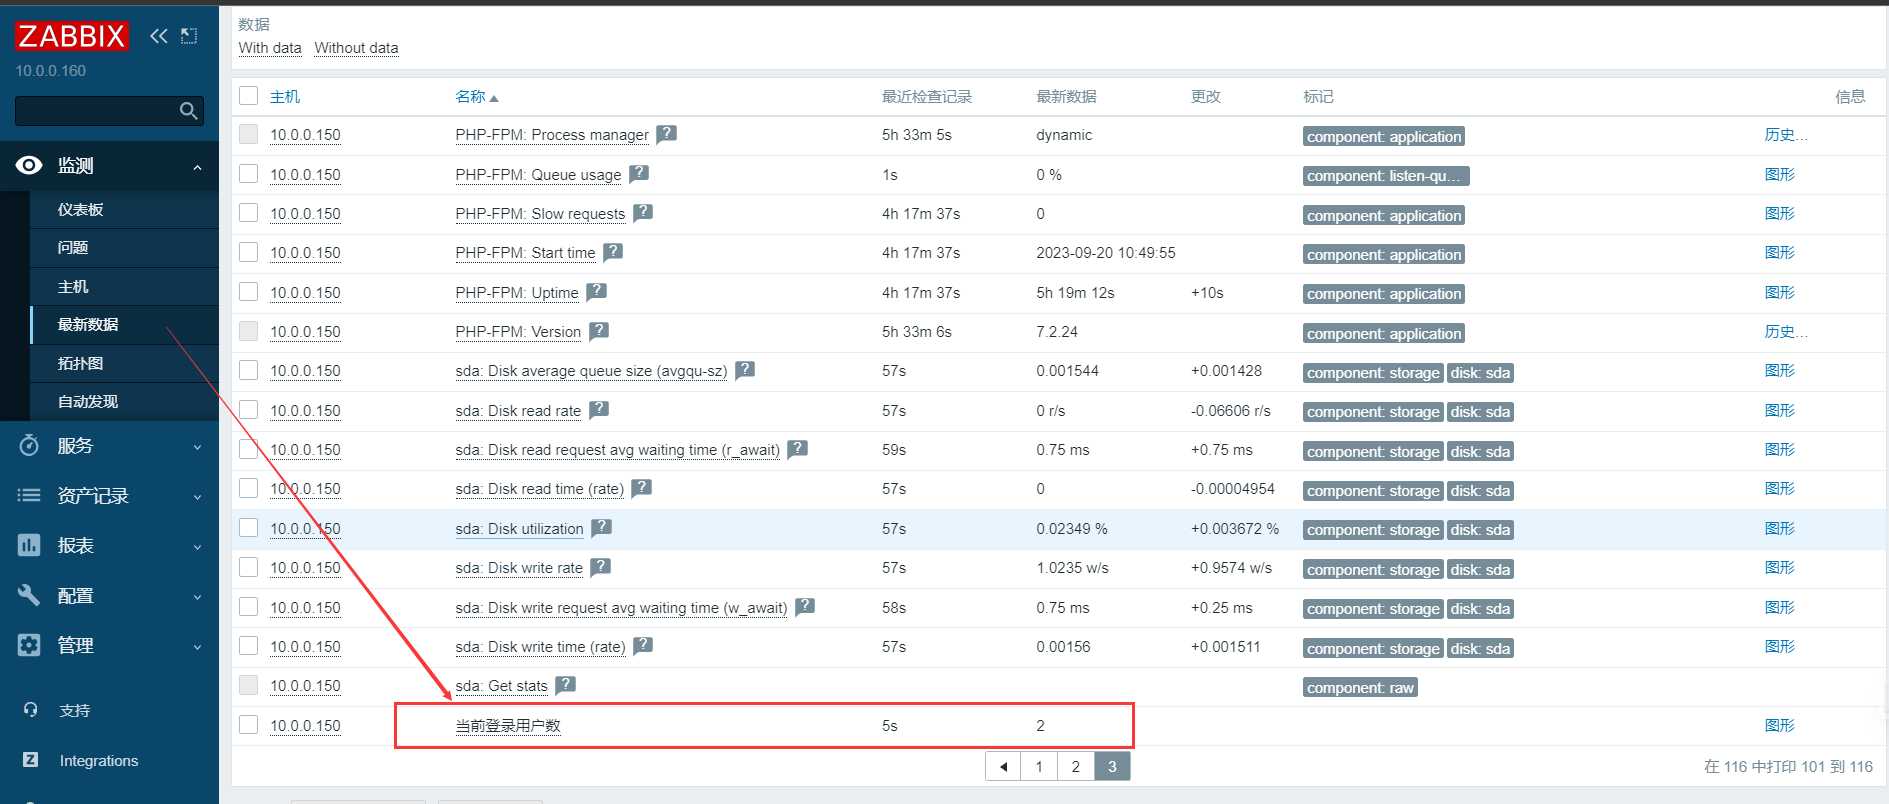 ZABBIX
10.0.0.160
监测
仪表板
问题
主机
最新数据
拓扑图
自动发现
服务
资产记录
报表
配置
管理
支持
Integrations
数据
With data Without data
主机 名称 最近检查记录 最新数据 更改 标记 信息
10.0.0.150 PHP-FPM: Process manager ? 5h 33m 5s dynamic component: application 历史...
10.0.0.150 PHP-FPM: Queue usage ? 1s 0 % component: listen-qu... 图形
10.0.0.150 PHP-FPM: Slow requests ? 4h 17m 37s 0 component: application 图形
10.0.0.150 PHP-FPM: Start time ? 4h 17m 37s 2023-09-20 10:49:55 component: application 图形
10.0.0.150 PHP-FPM: Uptime ? 4h 17m 37s 5h 19m 12s +10s component: application 图形
10.0.0.150 PHP-FPM: Version ? 5h 33m 6s 7.2.24 component: application 历史...
10.0.0.150 sda: Disk average queue size (avgqu-sz) ? 57s 0.001544 +0.001428 component: storage disk: sda 图形
10.0.0.150 sda: Disk read rate ? 57s 0 r/s -0.06606 r/s component: storage disk: sda 图形
10.0.0.150 sda: Disk read request avg waiting time (r_await) ? 59s 0.75 ms +0.75 ms component: storage disk: sda 图形
10.0.0.150 sda: Disk read time (rate) ? 57s 0 -0.00004954 component: storage disk: sda 图形
10.0.0.150 sda: Disk utilization ? 57s 0.02349 % +0.003672 % component: storage disk: sda 图形
10.0.0.150 sda: Disk write rate ? 57s 1.0235 w/s +0.9574 w/s component: storage disk: sda 图形
10.0.0.150 sda: Disk write request avg waiting time (w_await) ? 58s 0.75 ms +0.25 ms component: storage disk: sda 图形
10.0.0.150 sda: Disk write time (rate) ? 57s 0.00156 +0.001511 component: storage disk: sda 图形
10.0.0.150 sda: Get stats ? component: raw
10.0.0.150 当前登录用户数 5s 2 图形
1 2 3
在 116 中打印 101 到 116